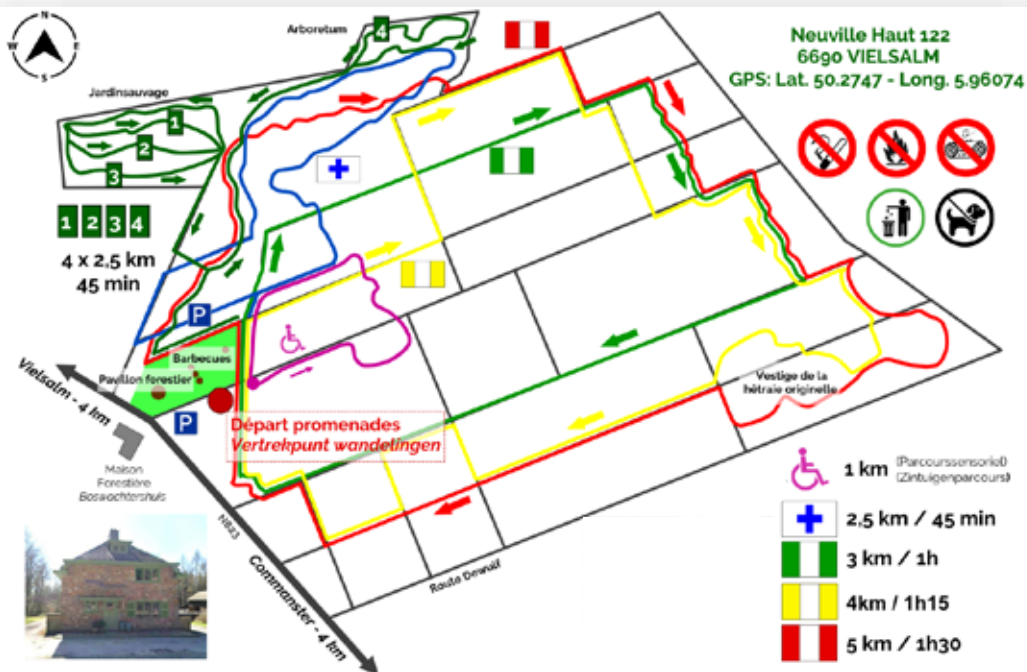 N
W
E
S
Arboretum
4
Jardinsauvage
1
2
3
1 2 3 4
4 x 2,5 km
45 min
Neuville Haut 122
6690 VIELSALM
GPS: Lat. 50.2747 - Long. 5.96074
P
Barbecues
Pavillon forestier
Vielsalm - 4 km
P
Départ promenades
Vertrekpunt wandelingen
Maison
Forestière
Boswachtershuis
N823
Commanster - 4 km
Route Dewalf
Vestige de la
hêtraie originelle
1 km (Parcourssensoriel)
(Zintuigenparcours)
2,5 km / 45 min
3 km / 1h
4km / 1h15
5 km / 1h30